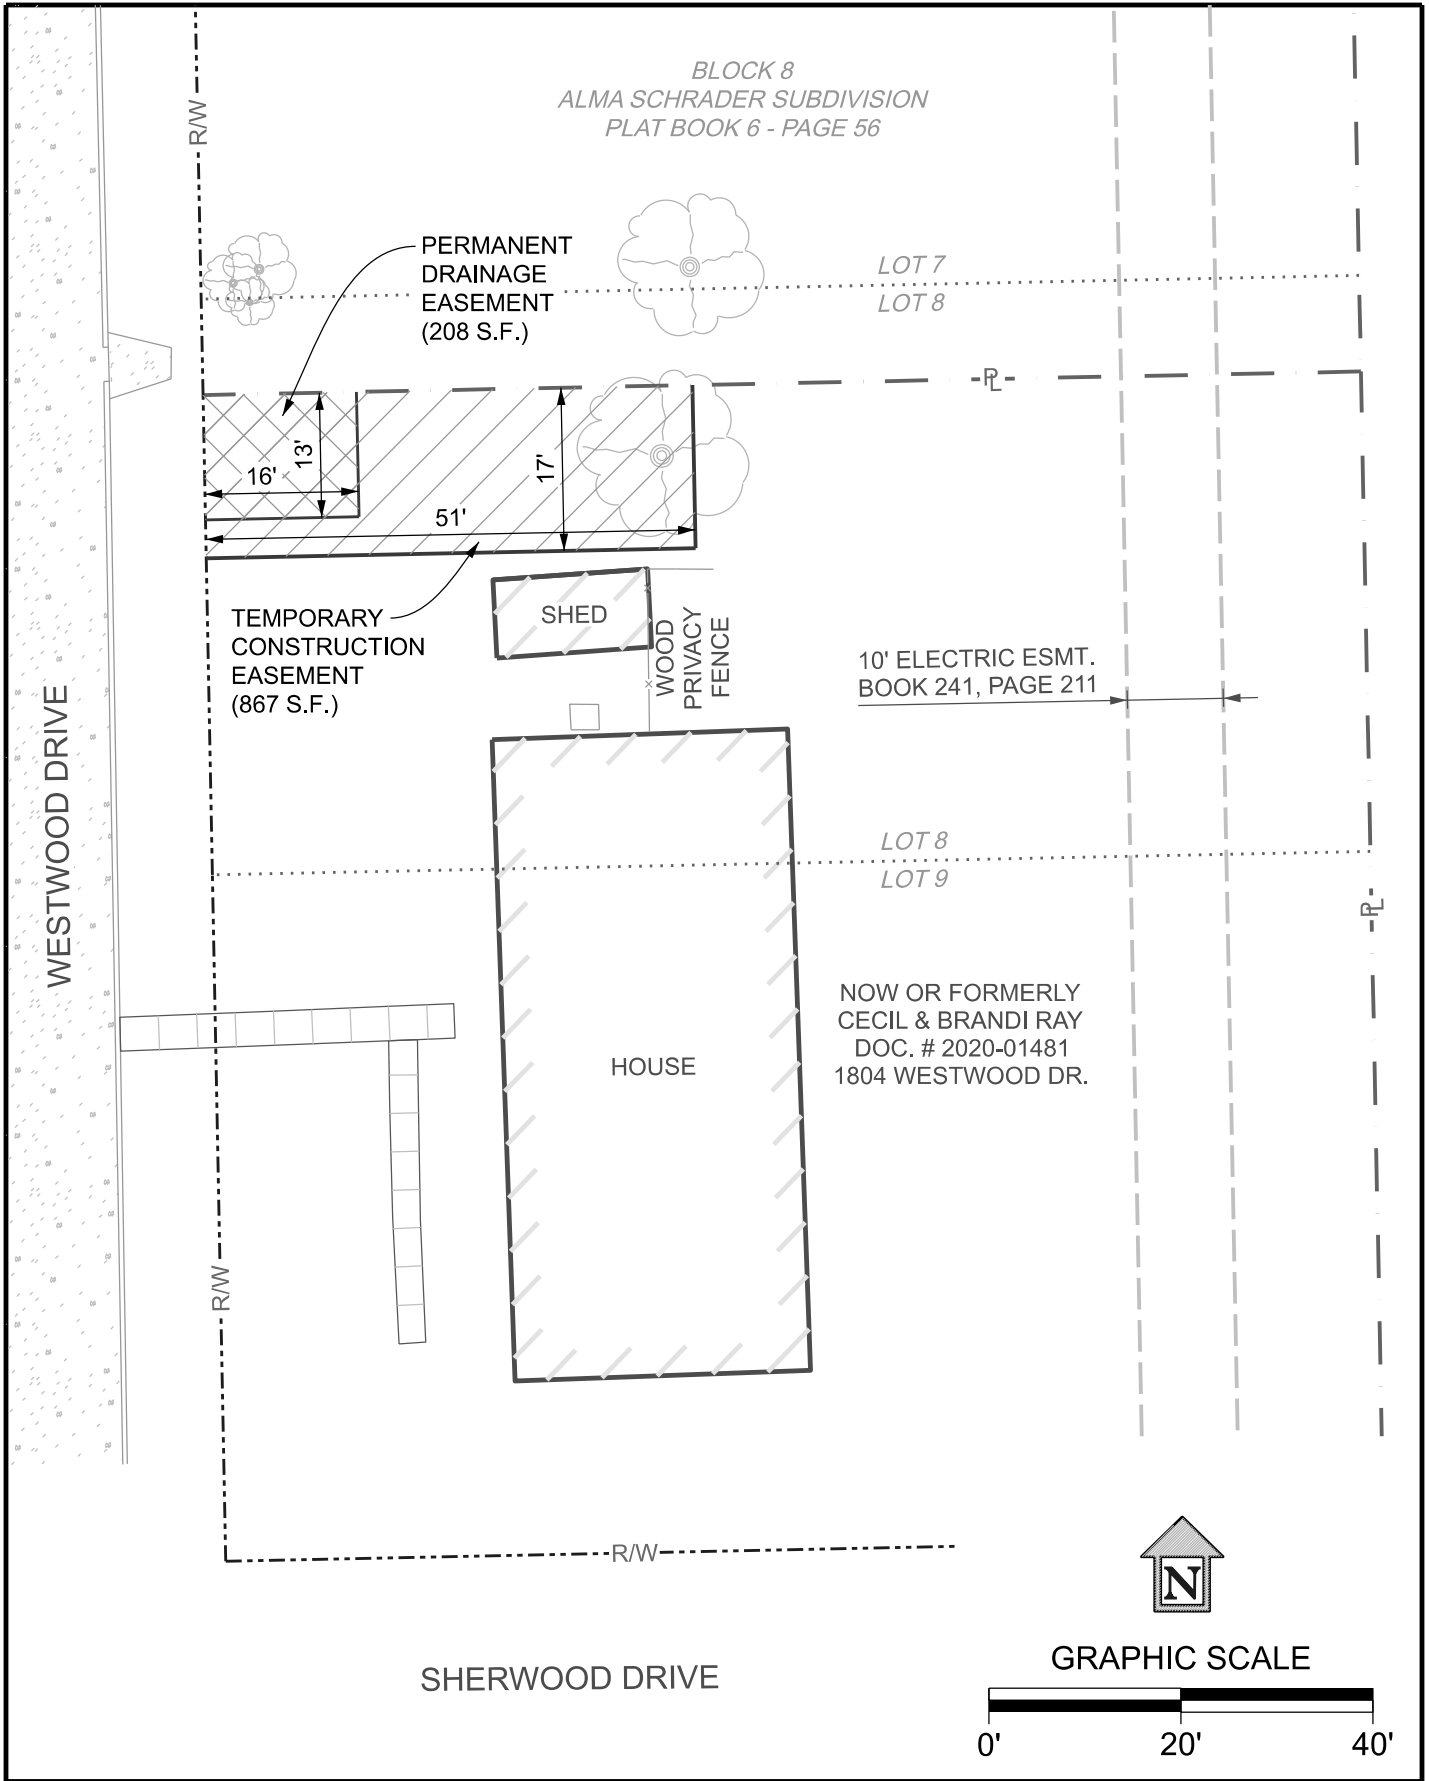 BLOCK 8
ALMA SCHRADER SUBDIVISION
PLAT BOOK 6 - PAGE 56
R/W
PERMANENT
DRAINAGE
EASEMENT
(208 S.F.)
LOT 7
LOT 8
PL
13'
16'
17'
51'
TEMPORARY
CONSTRUCTION
EASEMENT
(867 S.F.)
SHED
WOOD
PRIVACY
FENCE
10' ELECTRIC ESMT.
BOOK 241, PAGE 211
WESTWOOD DRIVE
LOT 8
LOT 9
PL
NOW OR FORMERLY
CECIL & BRANDI RAY
DOC. # 2020-01481
1804 WESTWOOD DR.
HOUSE
R/W
R/W
N
SHERWOOD DRIVE
GRAPHIC SCALE
0' 20' 40'